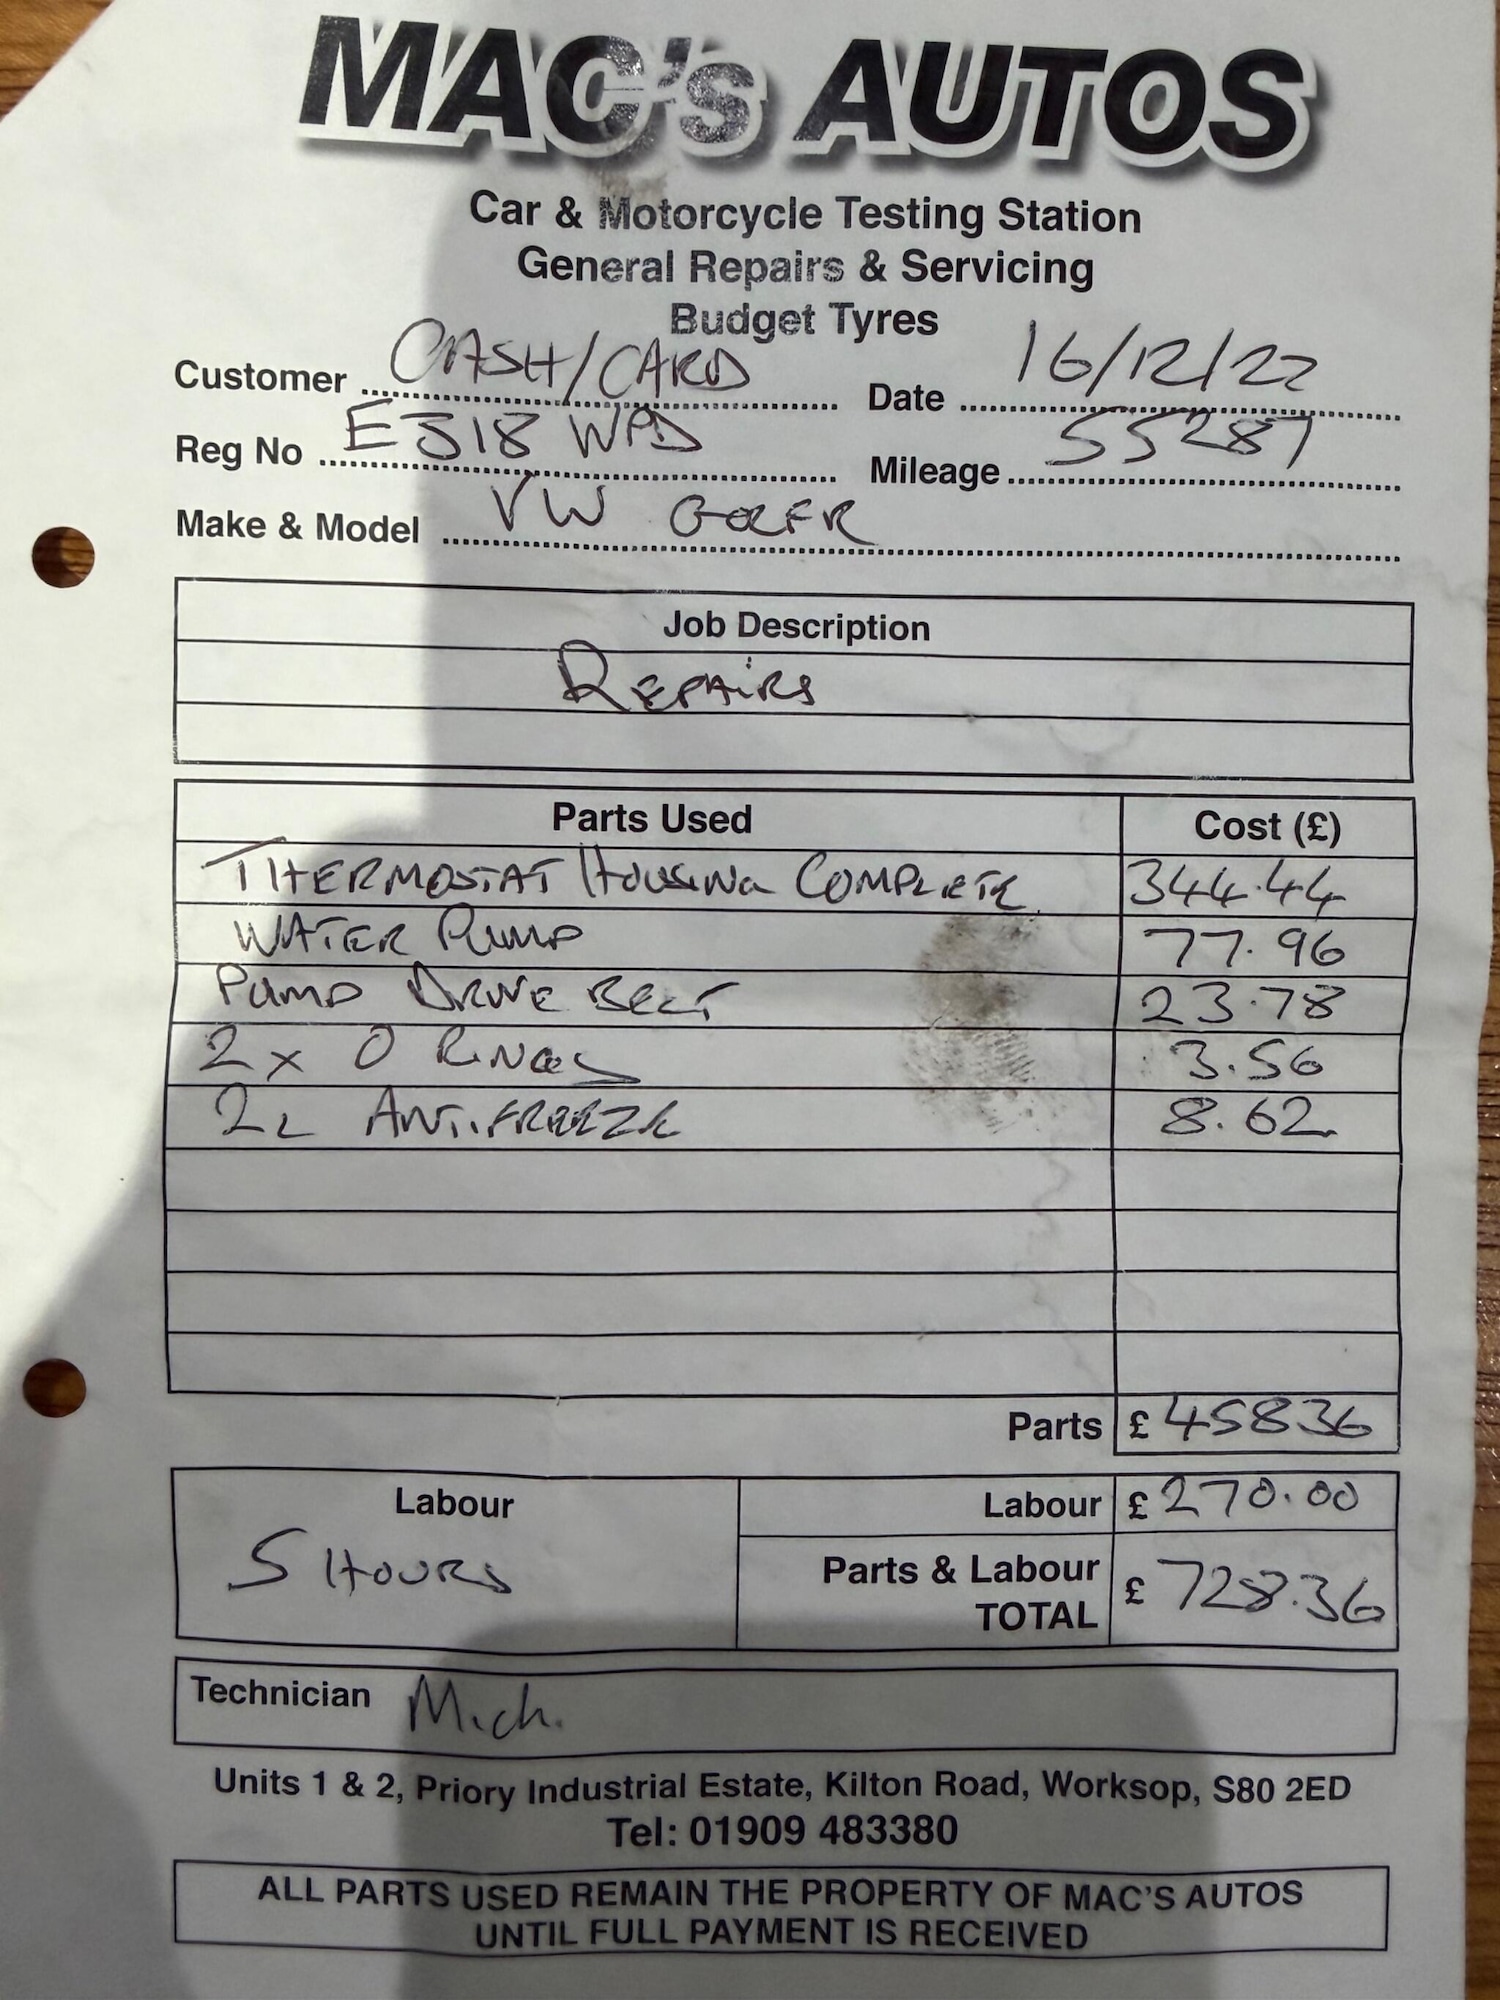 MAC's AUTOS
Car & Motorcycle Testing Station
General Repairs & Servicing
Budget Tyres
Customer CASH/CARD Date 16/12/22
Reg No EJ18 WPD Mileage 55287
Make & Model VW GOLF R
Job Description
REPAIRS
Parts Used Cost (£)
THERMOSTAT HOUSING COMPLETE 344.44
WATER PUMP 77.96
PUMP DRIVE BELT 23.78
2x O RINGS 3.56
2L ANTIFREEZE 8.62
Parts £ 458.36
Labour Labour £ 270.00
5 HOURS Parts & Labour
TOTAL £ 728.36
Technician Mich.
Units 1 & 2, Priory Industrial Estate, Kilton Road, Worksop, S80 2ED
Tel: 01909 483380
ALL PARTS USED REMAIN THE PROPERTY OF MAC'S AUTOS
UNTIL FULL PAYMENT IS RECEIVED